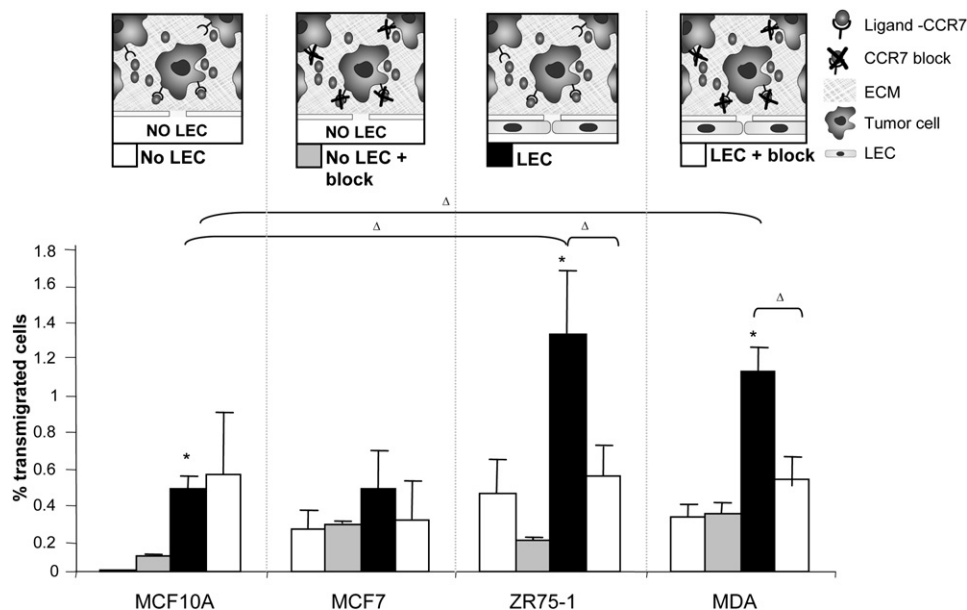 NO LEC
No LEC
NO LEC
No LEC +
block
LEC
LEC + block
Ligand -CCR7
CCR7 block
ECM
Tumor cell
LEC
Δ
Δ
Δ
Δ
% transmigrated cells
1.8
1.6
1.4
1.2
1
0.8
0.6
0.4
0.2
0
*
*
*
MCF10A
MCF7
ZR75-1
MDA